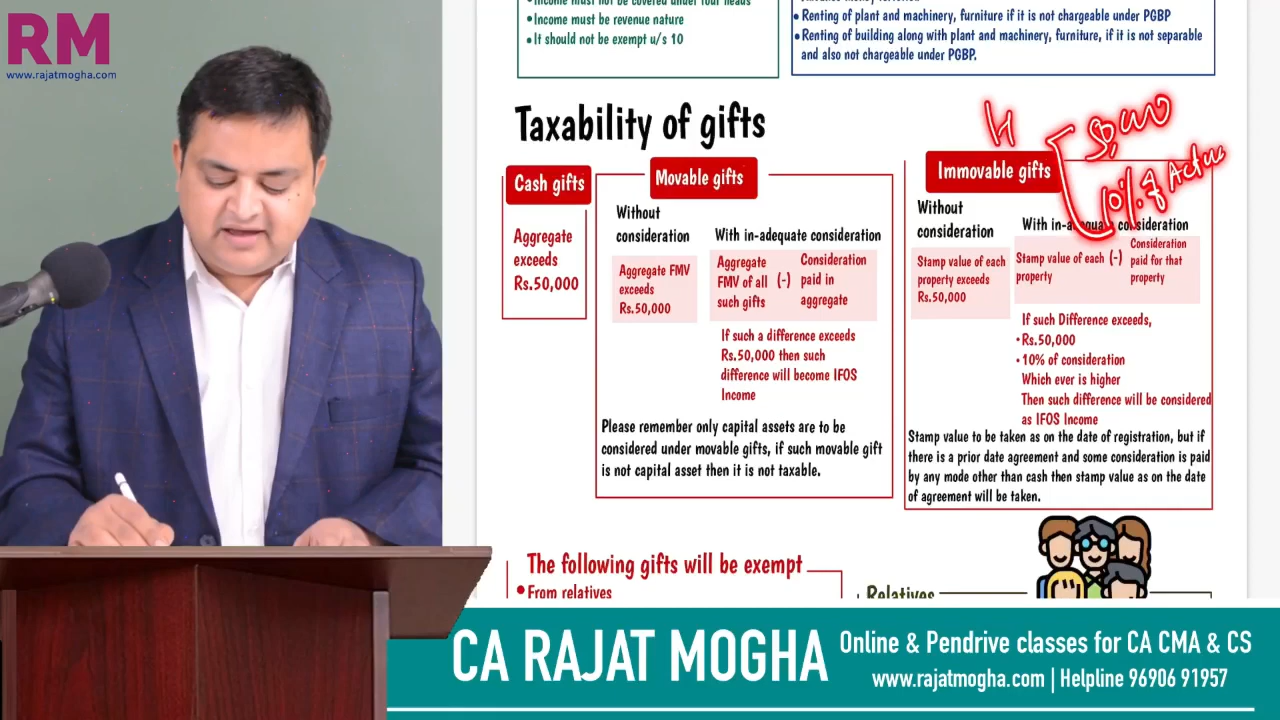 RM
www.rajatmogha.com
•Income must be revenue nature
•It should not be exempt u/s 10
•Renting of plant and machinery, furniture if it is not chargeable under PGBP
•Renting of building along with plant and machinery, furniture, if it is not separable
and also not chargeable under PGBP.
Taxability of gifts
H
50,000
10% of Actual
Cash gifts
Aggregate
exceeds
Rs.50,000
Movable gifts
Without
consideration
Aggregate FMV
exceeds
Rs.50,000
With in-adequate consideration
Aggregate
FMV of all
such gifts
(-)
Consideration
paid in
aggregate
If such a difference exceeds
Rs.50,000 then such
difference will become IFOS
Income
Please remember only capital assets are to be
considered under movable gifts, if such movable gift
is not capital asset then it is not taxable.
Immovable gifts
Without
consideration
Stamp value of each
property exceeds
Rs.50,000
With in-adequate consideration
Stamp value of each
property
(-)
Consideration
paid for that
property
If such Difference exceeds,
•Rs.50,000
•10% of consideration
Which ever is higher
Then such difference will be considered
as IFOS Income
Stamp value to be taken as on the date of registration, but if
there is a prior date agreement and some consideration is paid
by any mode other than cash then stamp value as on the date
of agreement will be taken.
The following gifts will be exempt
•From relatives
Relatives
CA RAJAT MOGHA
Online & Pendrive classes for CA CMA & CS
www.rajatmogha.com | Helpline 96906 91957